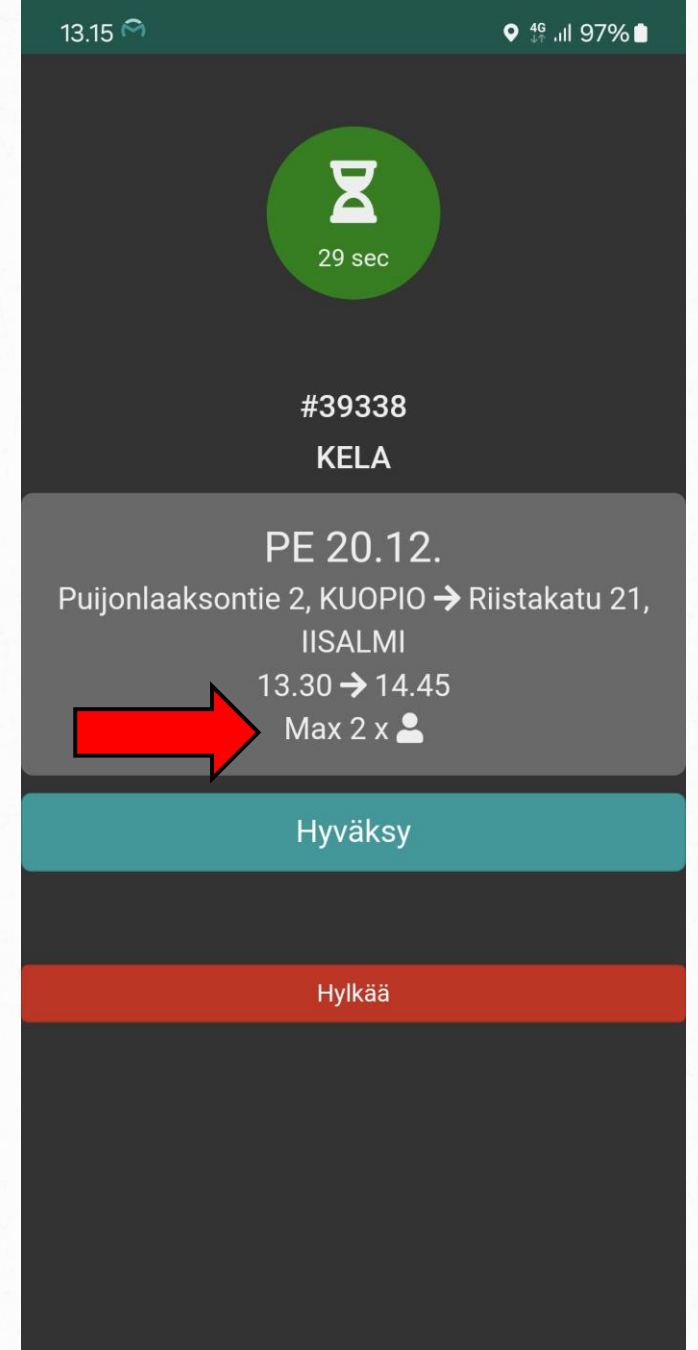 13.15 4G 97%
29 sec
#39338
KELA
PE 20.12.
Puijonlaaksontie 2, KUOPIO → Riistakatu 21,
IISALMI
13.30 → 14.45
Max 2 x
Hyväksy
Hylkää